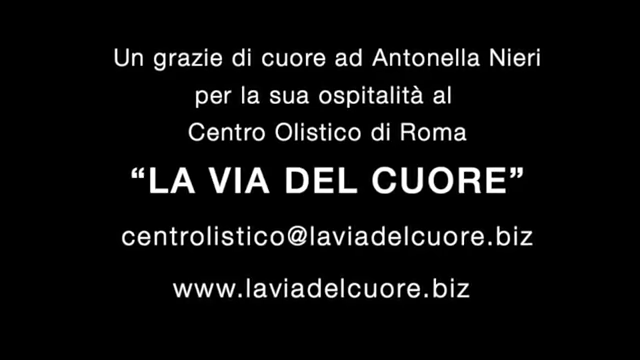 Un grazie di cuore ad Antonella Nieri
per la sua ospitalità al
Centro Olistico di Roma
“LA VIA DEL CUORE”
centrolistico@laviadelcuore.biz
www.laviadelcuore.biz